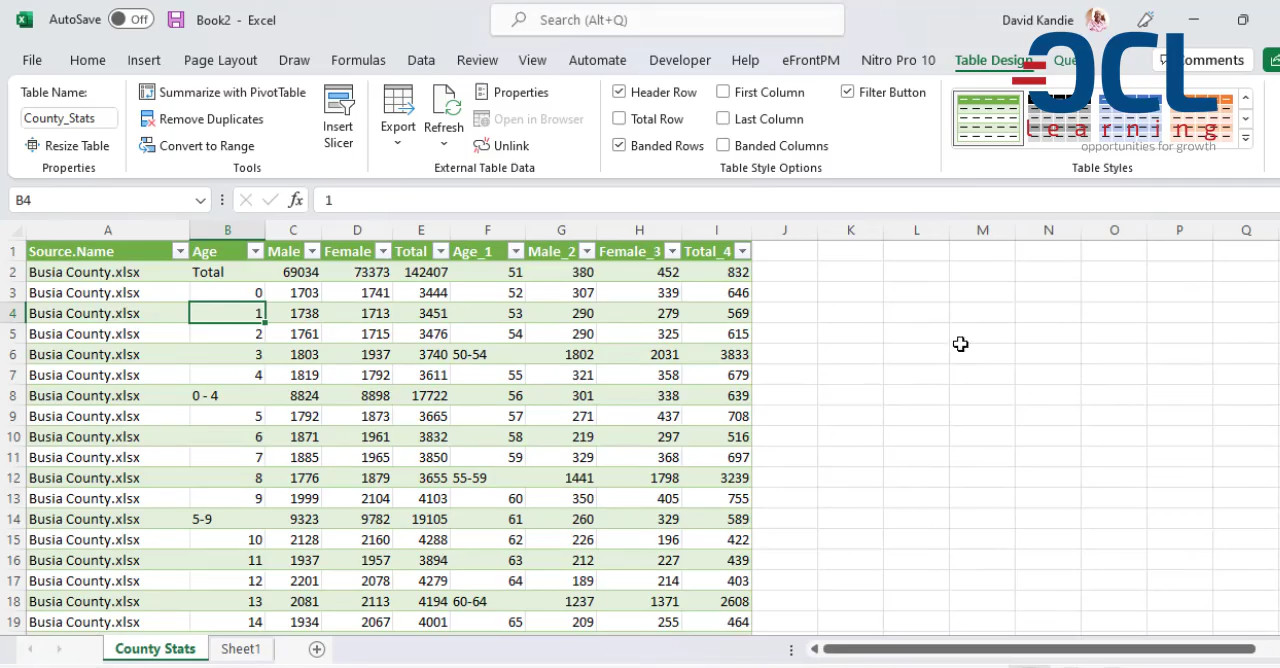 AutoSave Off Book2 - Excel Search (Alt+Q) David Kandie
File Home Insert Page Layout Draw Formulas Data Review View Automate Developer Help eFrontPM Nitro Pro 10 Table Design Comments
Table Name:
County_Stats
Resize Table
Properties
Summarize with PivotTable
Remove Duplicates
Convert to Range
Insert
Slicer
Tools
Export
Refresh
Properties
Open in Browser
Unlink
External Table Data
Header Row First Column Filter Button
Total Row Last Column
Banded Rows Banded Columns
Table Style Options
Table Styles
OCL
learning
opportunities for growth
B4 fx 1
A B C D E F G H I J K L M N O P Q
1 Source.Name Age Male Female Total Age_1 Male_2 Female_3 Total_4
2 Busia County.xlsx Total 69034 73373 142407 51 380 452 832
3 Busia County.xlsx 0 1703 1741 3444 52 307 339 646
4 Busia County.xlsx 1 1738 1713 3451 53 290 279 569
5 Busia County.xlsx 2 1761 1715 3476 54 290 325 615
6 Busia County.xlsx 3 1803 1937 3740 50-54 1802 2031 3833
7 Busia County.xlsx 4 1819 1792 3611 55 321 358 679
8 Busia County.xlsx 0 - 4 8824 8898 17722 56 301 338 639
9 Busia County.xlsx 5 1792 1873 3665 57 271 437 708
10 Busia County.xlsx 6 1871 1961 3832 58 219 297 516
11 Busia County.xlsx 7 1885 1965 3850 59 329 368 697
12 Busia County.xlsx 8 1776 1879 3655 55-59 1441 1798 3239
13 Busia County.xlsx 9 1999 2104 4103 60 350 405 755
14 Busia County.xlsx 5-9 9323 9782 19105 61 260 329 589
15 Busia County.xlsx 10 2128 2160 4288 62 226 196 422
16 Busia County.xlsx 11 1937 1957 3894 63 212 227 439
17 Busia County.xlsx 12 2201 2078 4279 64 189 214 403
18 Busia County.xlsx 13 2081 2113 4194 60-64 1237 1371 2608
19 Busia County.xlsx 14 1934 2067 4001 65 209 255 464
County Stats Sheet1